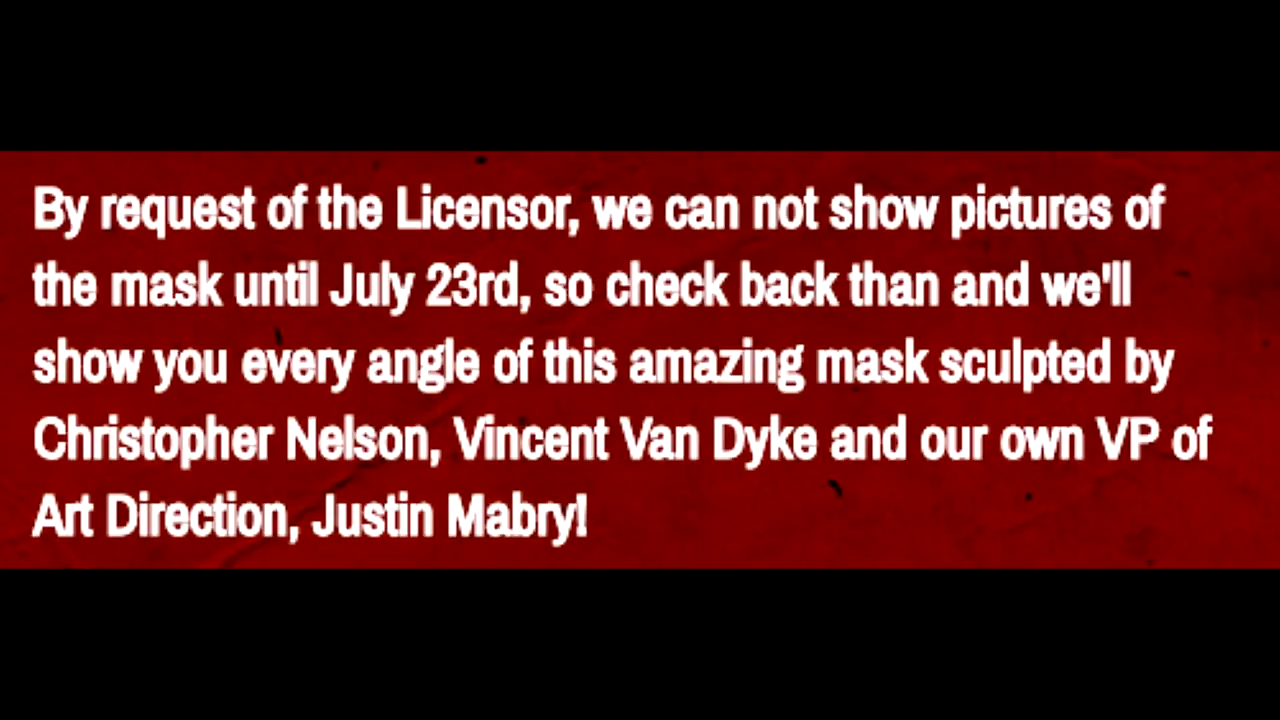 By request of the Licensor, we can not show pictures of
the mask until July 23rd, so check back than and we'll
show you every angle of this amazing mask sculpted by
Christopher Nelson, Vincent Van Dyke and our own VP of
Art Direction, Justin Mabry!